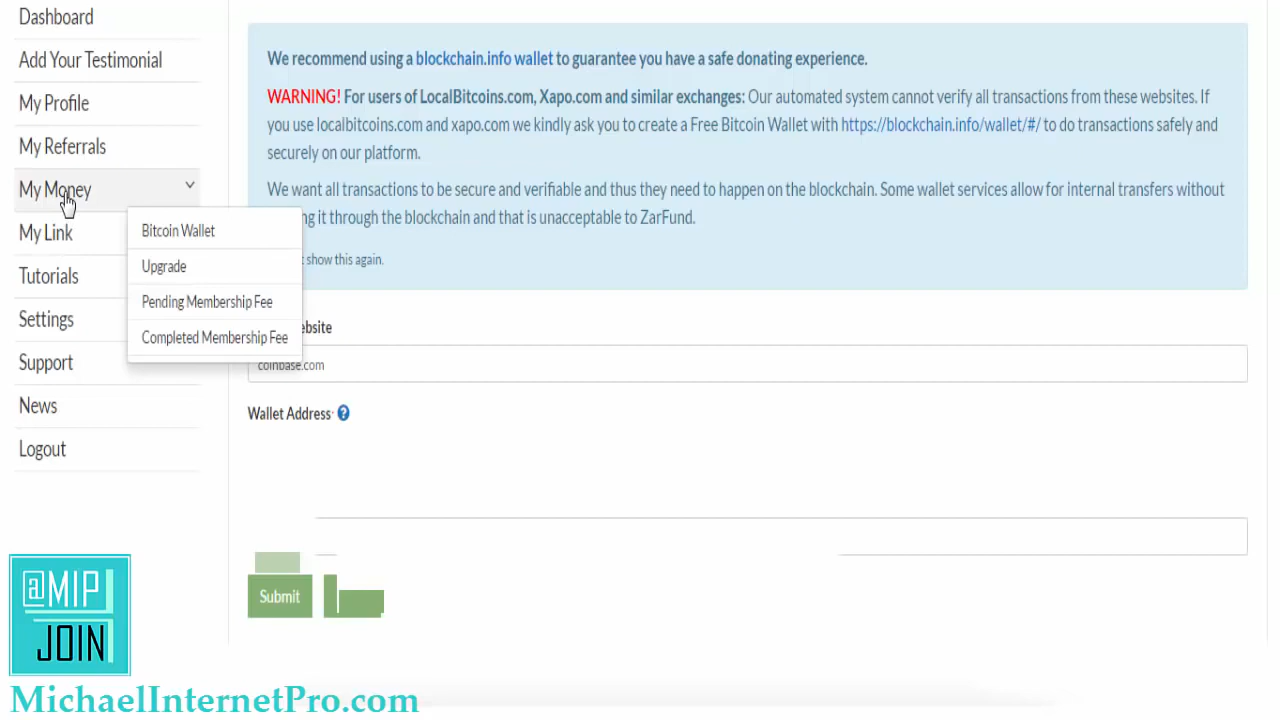 Dashboard
Add Your Testimonial
My Profile
My Referrals
My Money
My Link
Tutorials
Settings
Support
News
Logout
Bitcoin Wallet
Upgrade
Pending Membership Fee
Completed Membership Fee
We recommend using a blockchain.info wallet to guarantee you have a safe donating experience.
WARNING! For users of LocalBitcoins.com, Xapo.com and similar exchanges: Our automated system cannot verify all transactions from these websites. If
you use localbitcoins.com and xapo.com we kindly ask you to create a Free Bitcoin Wallet with https://blockchain.info/wallet/#/ to do transactions safely and
securely on our platform.
We want all transactions to be secure and verifiable and thus they need to happen on the blockchain. Some wallet services allow for internal transfers without
it through the blockchain and that is unacceptable to ZarFund.
show this again.
coinbase.com
Wallet Address
Submit
@MIP
JOIN
MichaelInternetPro.com